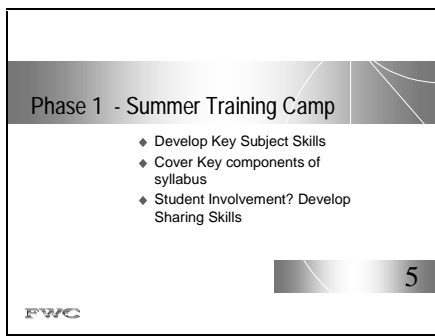 Phase 1 - Summer Training Camp
◆ Develop Key Subject Skills
◆ Cover Key components of
syllabus
◆ Student Involvement? Develop
Sharing Skills
5
FWC